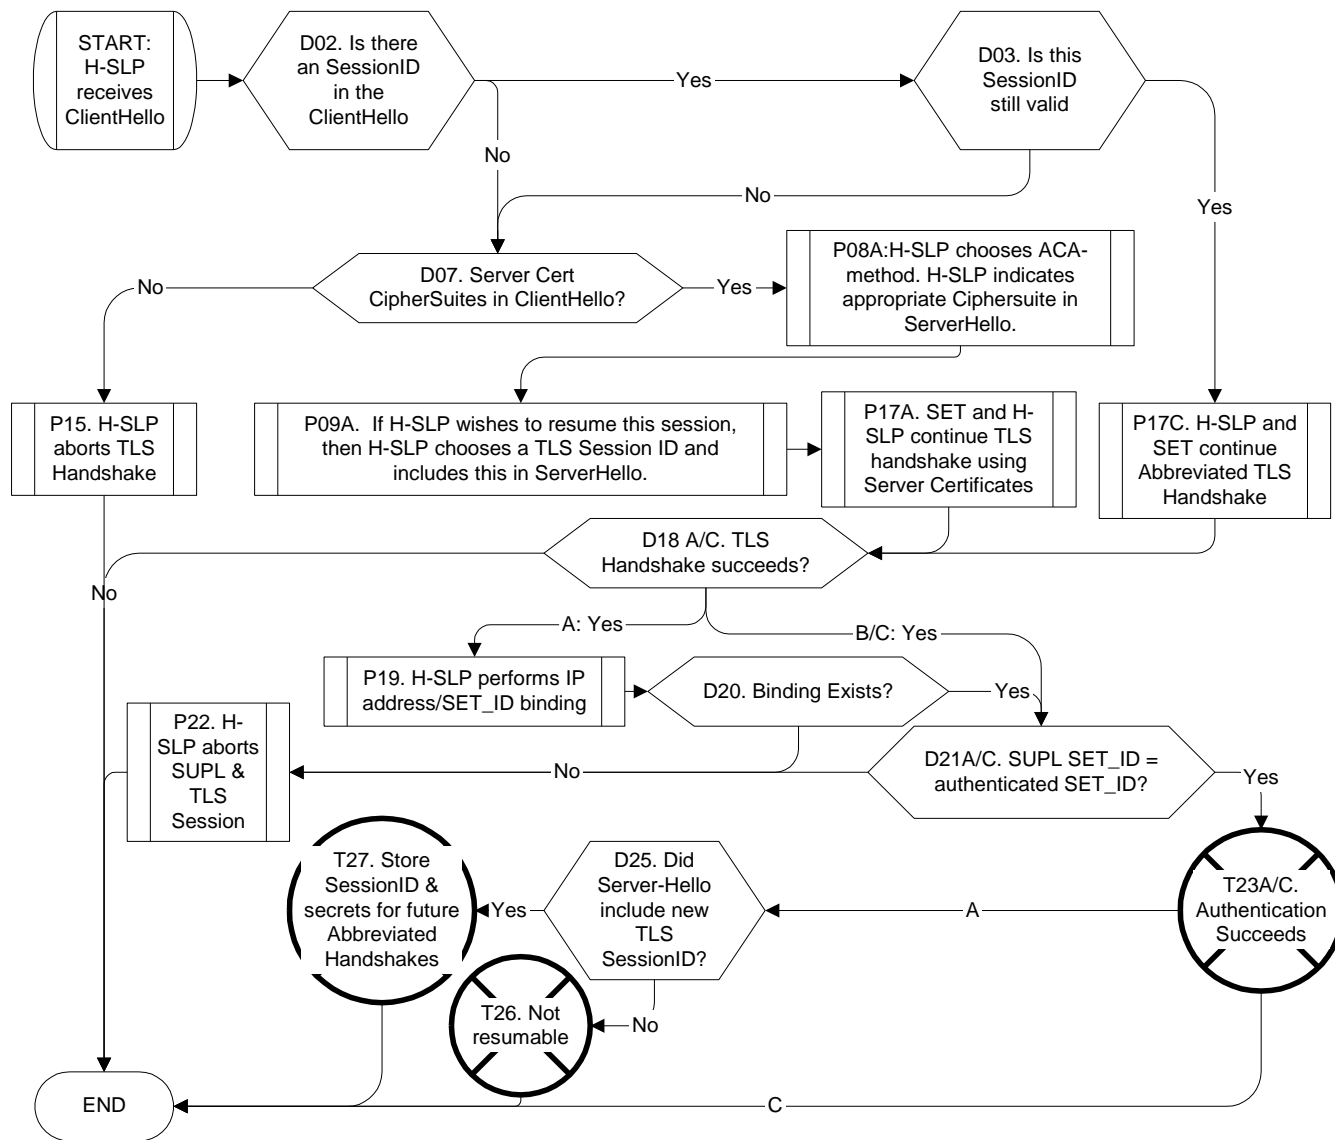 START:
H-SLP
receives
ClientHello
D02. Is there
an SessionID
in the
ClientHello
Yes
D03. Is this
SessionID
still valid
No
No
Yes
D07. Server Cert
CipherSuites in ClientHello?
No
Yes
P08A:H-SLP chooses ACA-
method. H-SLP indicates
appropriate Ciphersuite in
ServerHello.
P15. H-SLP
aborts TLS
Handshake
P09A.  If H-SLP wishes to resume this session,
then H-SLP chooses a TLS Session ID and
includes this in ServerHello.
P17A. SET and H-
SLP continue TLS
handshake using
Server Certificates
P17C. H-SLP and
SET continue
Abbreviated TLS
Handshake
D18 A/C. TLS
Handshake succeeds?
No
A: Yes
B/C: Yes
P19. H-SLP performs IP
address/SET_ID binding
D20. Binding Exists?
Yes
P22. H-
SLP aborts
SUPL &
TLS
Session
No
D21A/C. SUPL SET_ID =
authenticated SET_ID?
Yes
T27. Store
SessionID &
secrets for future
Abbreviated
Handshakes
Yes
D25. Did
Server-Hello
include new
TLS
SessionID?
A
T23A/C.
Authentication
Succeeds
T26. Not
resumable
No
END
C